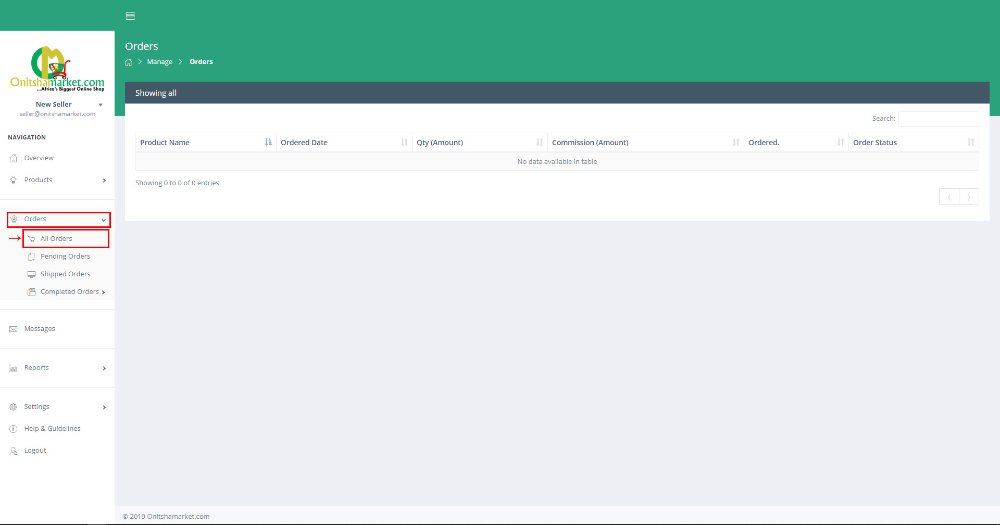 Orders
Manage Orders
Onitshamarket.com
...Africa's Biggest Online Shop
New Seller
seller@onitshamarket.com
NAVIGATION
Overview
Products
Orders
All Orders
Pending Orders
Shipped Orders
Completed Orders
Messages
Reports
Settings
Help & Guidelines
Logout
Showing all
Search:
Product Name Ordered Date Qty (Amount) Commission (Amount) Ordered. Order Status
No data available in table
Showing 0 to 0 of 0 entries
© 2019 Onitshamarket.com